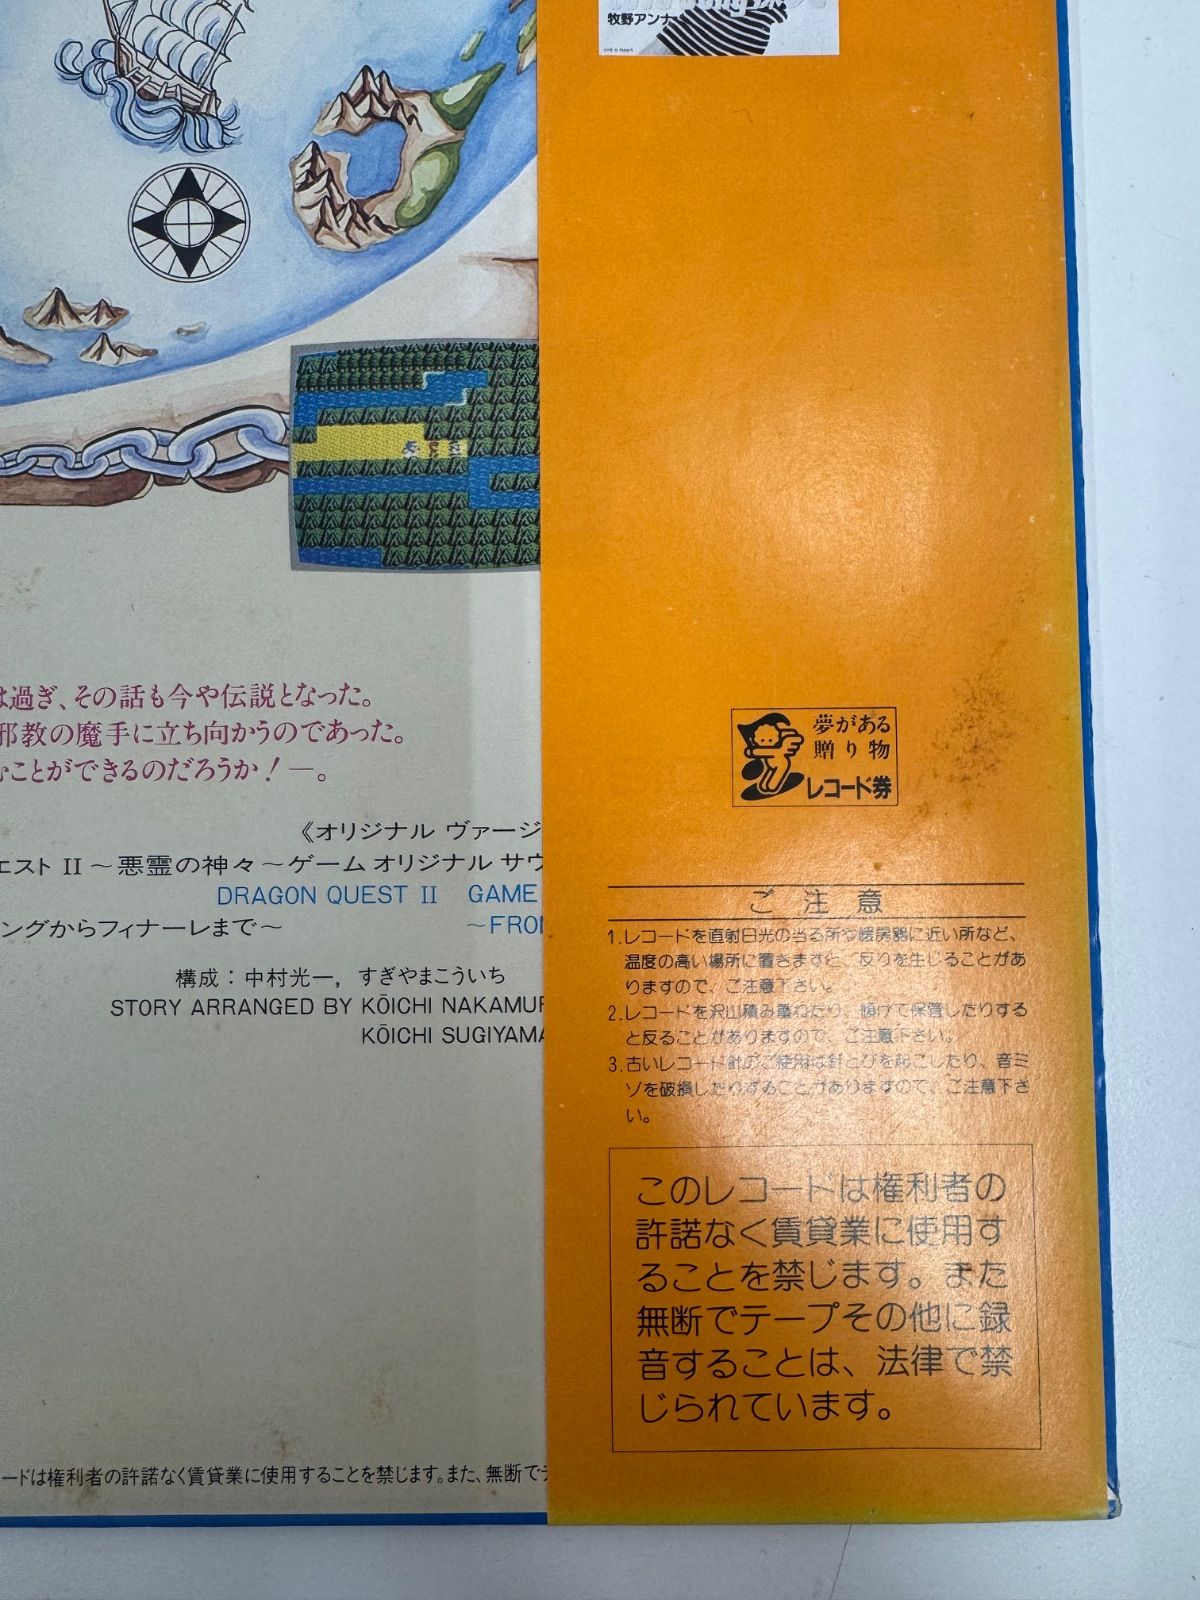 牧野アンナ
は過ぎ、その話も今や伝説となった。
邪教の魔手に立ち向かうのであった。
ことができるのだろうか！―。
《オリジナル ヴァージ
エスト II ～悪霊の神々～ゲーム オリジナル サウ
DRAGON QUEST II GAME
ングからフィナーレまで～ ～FRO
構成：中村光一，すぎやまこういち
STORY ARRANGED BY KŌICHI NAKAMUR
KŌICHI SUGIYAMA
ードは権利者の許諾なく賃貸業に使用することを禁じます。また、無断でテ
夢がある
贈り物
レコード券
ご注意
1.レコードを直射日光の当る所や暖房器に近い所など、
温度の高い場所に置きますと、反りを生じることがあ
りますので、ご注意下さい。
2.レコードを沢山積み重ねたり、傾けて保管したりする
と反ることがありますので、ご注意下さい。
3.古いレコード針のご使用は針とびを起こしたり、音ミ
ゾを破損したりすることがありますので、ご注意下さ
い。
このレコードは権利者の
許諾なく賃貸業に使用す
ることを禁じます。また
無断でテープその他に録
音することは、法律で禁
じられています。